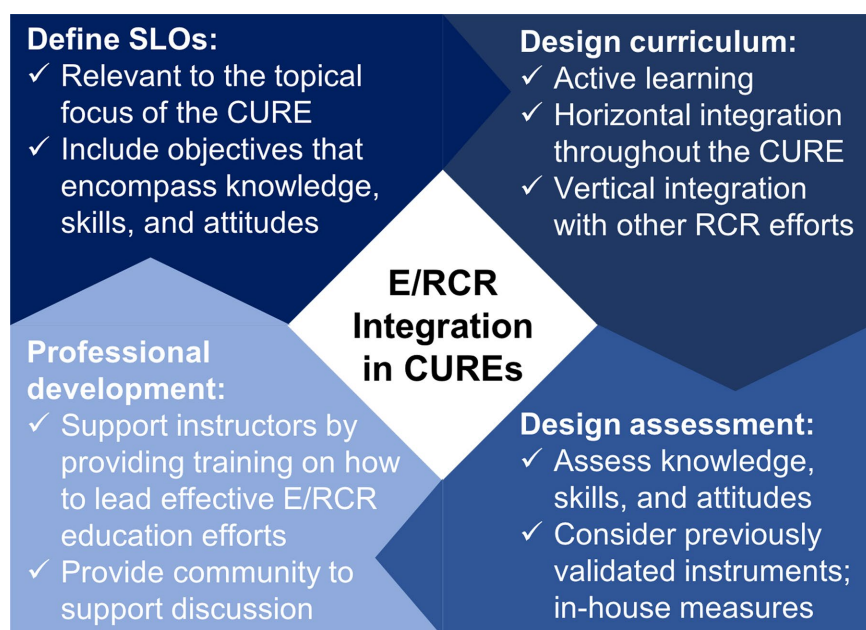 Define SLOs:
✓ Relevant to the topical
focus of the CURE
✓ Include objectives that
encompass knowledge,
skills, and attitudes
Design curriculum:
✓ Active learning
✓ Horizontal integration
throughout the CURE
✓ Vertical integration
with other RCR efforts
E/RCR
Integration
in CUREs
Professional
development:
✓ Support instructors by
providing training on how
to lead effective E/RCR
education efforts
✓ Provide community to
support discussion
Design assessment:
✓ Assess knowledge,
skills, and attitudes
✓ Consider previously
validated instruments;
in-house measures